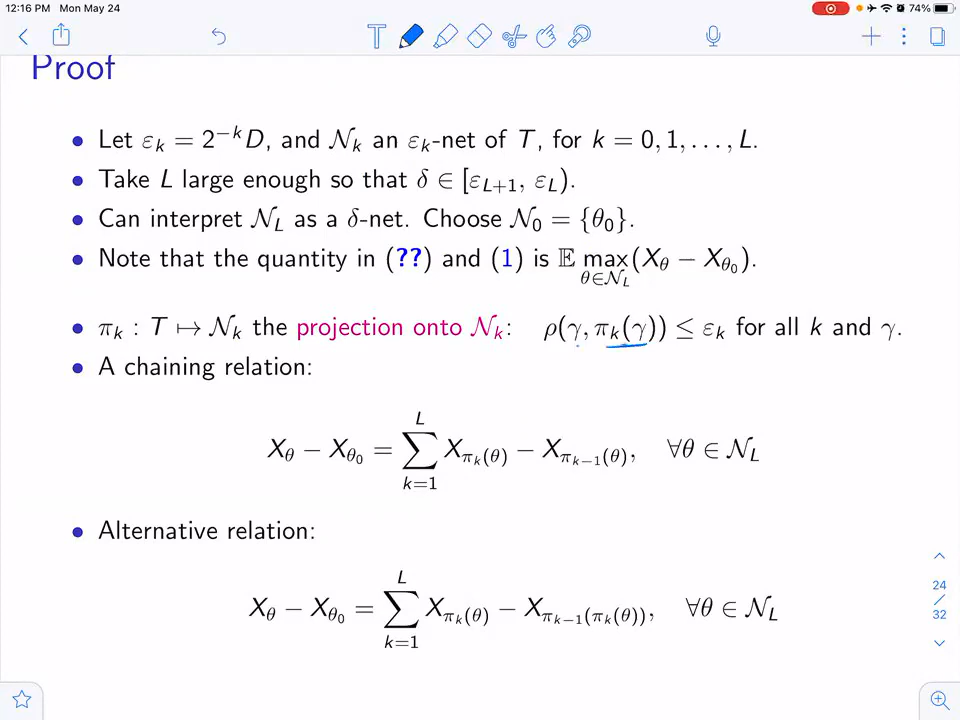 12:16 PM Mon May 24 74%
T
Proof
• Let ε_k = 2^{−k}D, and 𝒩_k an ε_k-net of T, for k = 0, 1, . . . , L.
• Take L large enough so that δ ∈ [ε_{L+1}, ε_L).
• Can interpret 𝒩_L as a δ-net. Choose 𝒩_0 = {θ_0}.
• Note that the quantity in (??) and (1) is 𝔼 max_{θ∈𝒩_L}(X_θ − X_{θ_0}).
• π_k : T ↦ 𝒩_k the projection onto 𝒩_k: ρ(γ, π_k(γ)) ≤ ε_k for all k and γ.
• A chaining relation:
X_θ − X_{θ_0} = ∑_{k=1}^{L} X_{π_k(θ)} − X_{π_{k−1}(θ)}, ∀θ ∈ 𝒩_L
• Alternative relation:
X_θ − X_{θ_0} = ∑_{k=1}^{L} X_{π_k(θ)} − X_{π_{k−1}(π_k(θ))}, ∀θ ∈ 𝒩_L
24
/
32